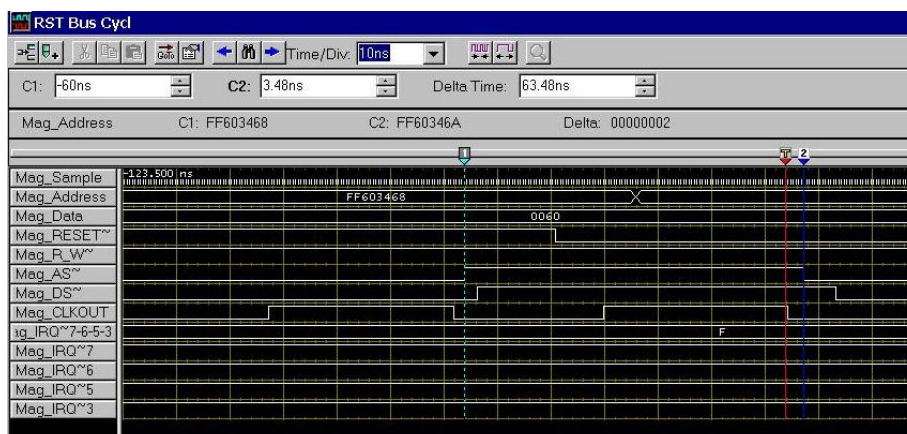 RST Bus Cycl
Time/Div: 10ns
C1: -60ns C2: 3.48ns Delta Time: 63.48ns
Mag_Address C1: FF603468 C2: FF60346A Delta: 00000002
1 T 2
Mag_Sample -123.500 ns
Mag_Address FF603468
Mag_Data 0060
Mag_RESET~
Mag_R_W~
Mag_AS~
Mag_DS~
Mag_CLKOUT
ıg_IRQ~7-6-5-3 F
Mag_IRQ~7
Mag_IRQ~6
Mag_IRQ~5
Mag_IRQ~3